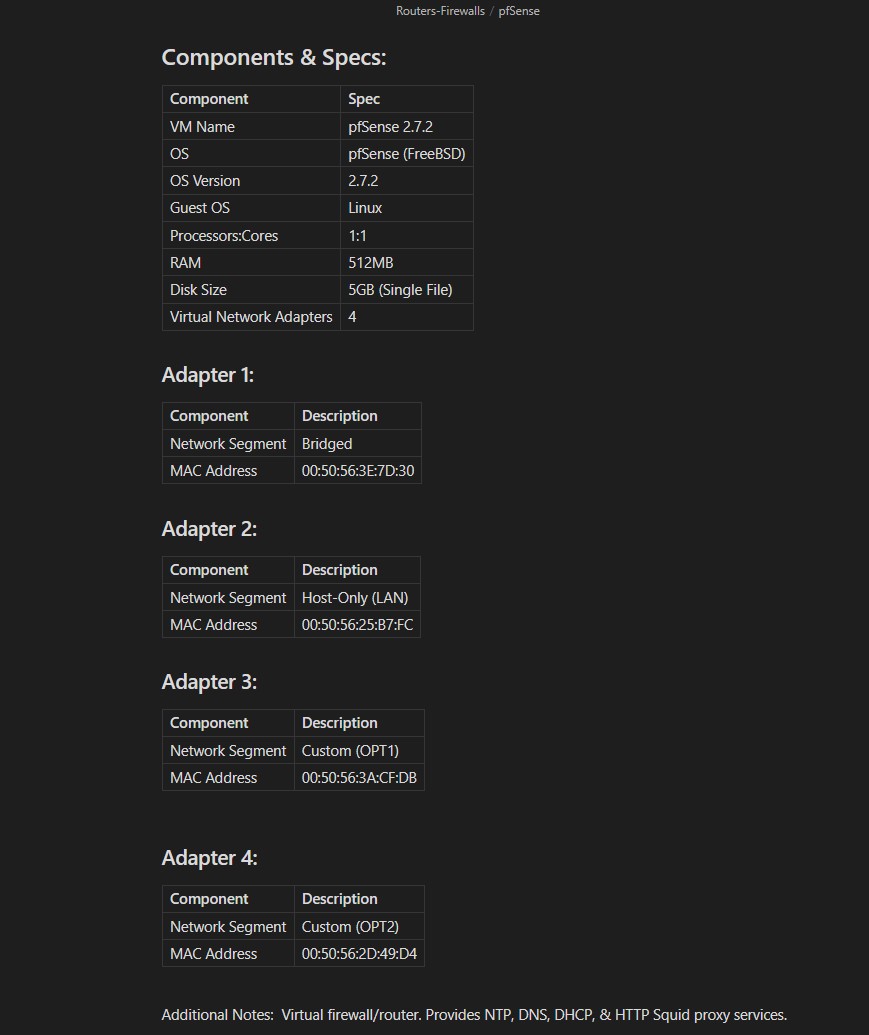 Routers-Firewalls / pfSense
Components & Specs:
Component Spec
VM Name pfSense 2.7.2
OS pfSense (FreeBSD)
OS Version 2.7.2
Guest OS Linux
Processors:Cores 1:1
RAM 512MB
Disk Size 5GB (Single File)
Virtual Network Adapters 4
Adapter 1:
Component Description
Network Segment Bridged
MAC Address 00:50:56:3E:7D:30
Adapter 2:
Component Description
Network Segment Host-Only (LAN)
MAC Address 00:50:56:25:B7:FC
Adapter 3:
Component Description
Network Segment Custom (OPT1)
MAC Address 00:50:56:3A:CF:DB
Adapter 4:
Component Description
Network Segment Custom (OPT2)
MAC Address 00:50:56:2D:49:D4
Additional Notes: Virtual firewall/router. Provides NTP, DNS, DHCP, & HTTP Squid proxy services.